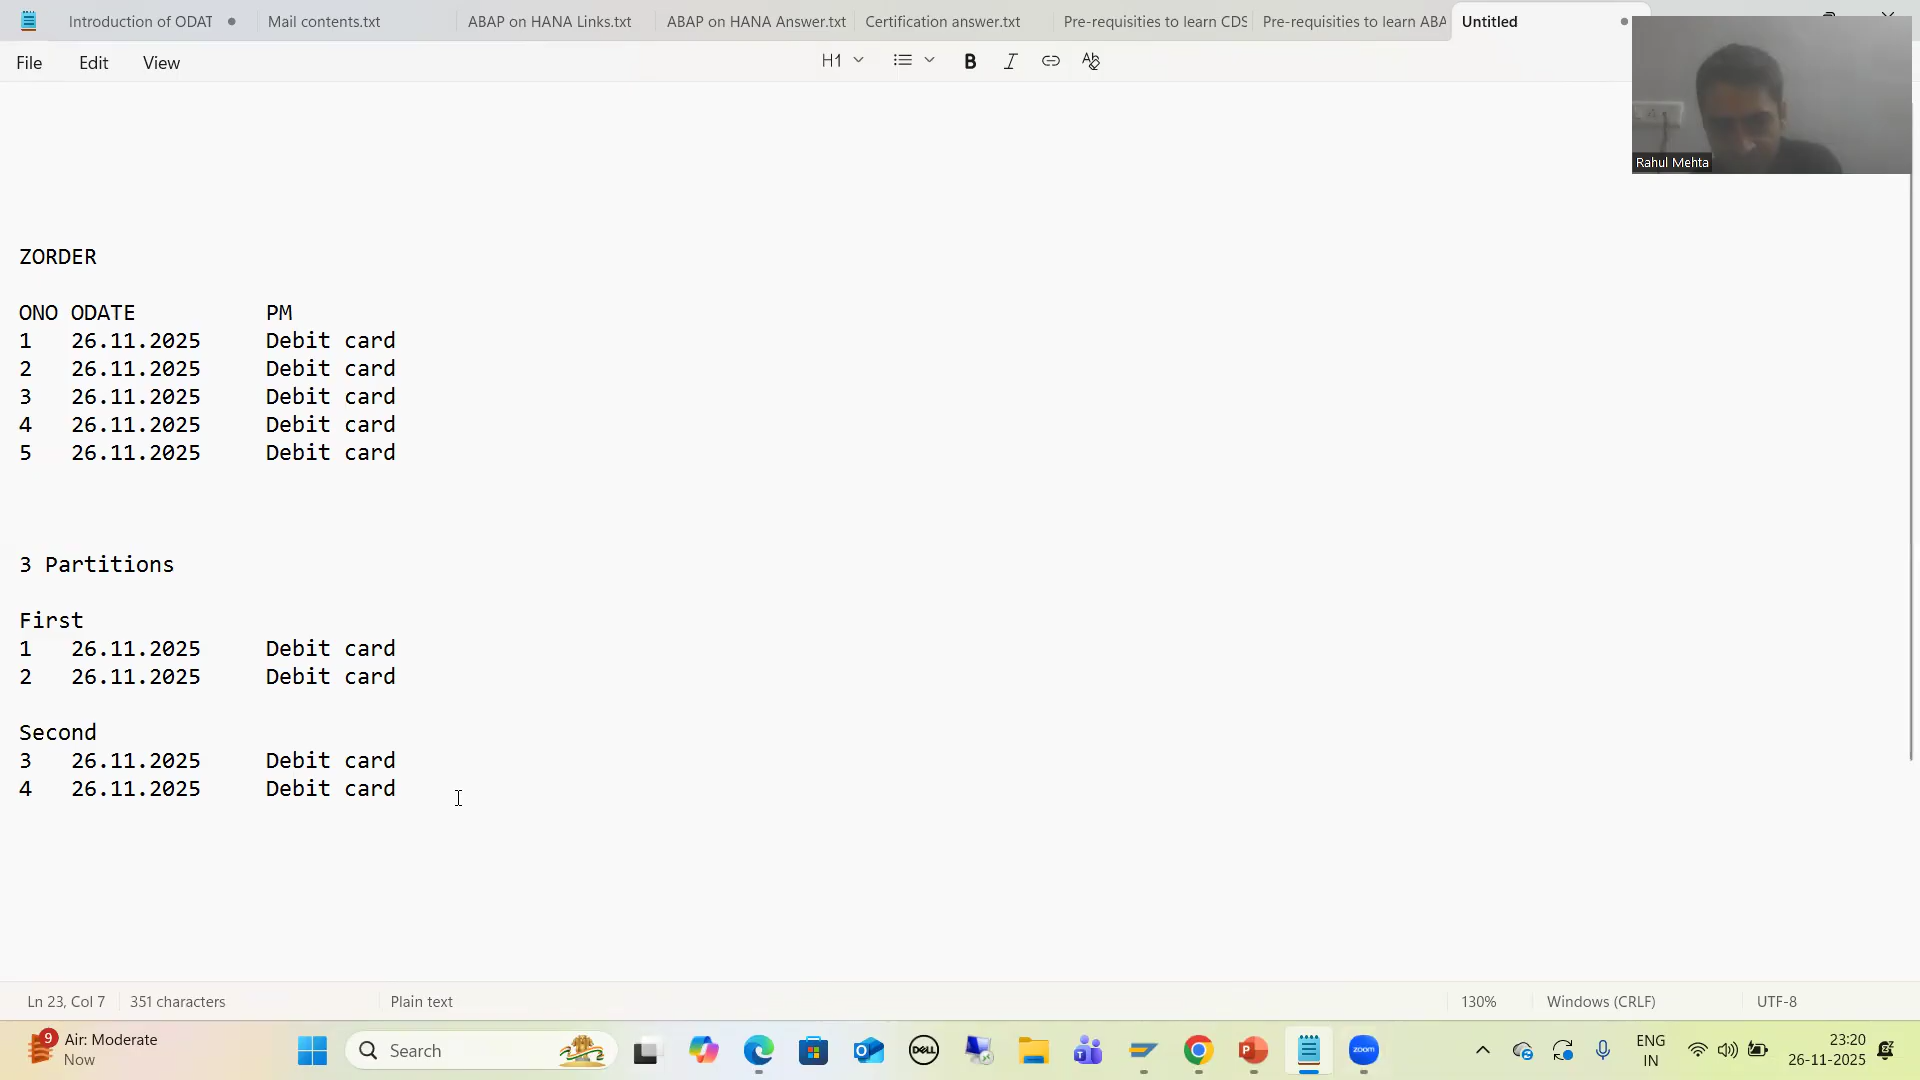 Introduction of ODAT
Mail contents.txt
ABAP on HANA Links.txt
ABAP on HANA Answer.txt
Certification answer.txt
Pre-requisities to learn CDS
Pre-requisities to learn ABA
Untitled
File
Edit
View
H1
B
I
Rahul Mehta
ZORDER
ONO ODATE PM
1 26.11.2025 Debit card
2 26.11.2025 Debit card
3 26.11.2025 Debit card
4 26.11.2025 Debit card
5 26.11.2025 Debit card
3 Partitions
First
1 26.11.2025 Debit card
2 26.11.2025 Debit card
Second
3 26.11.2025 Debit card
4 26.11.2025 Debit card
Ln 23, Col 7
351 characters
Plain text
130%
Windows (CRLF)
UTF-8
9
Air: Moderate
Now
Search
DELL
zoom
ENG
IN
23:20
26-11-2025